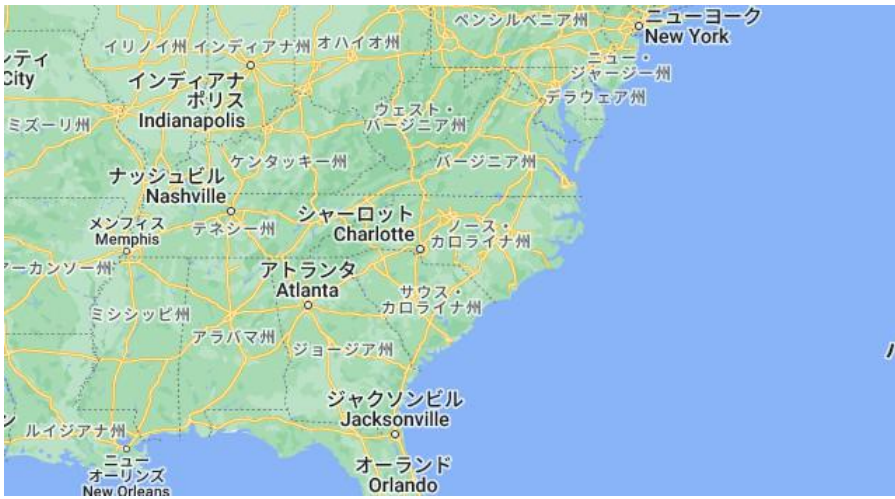 ペンシルベニア州
ニューヨーク
New York
イリノイ州
インディアナ州
オハイオ州
ニュー・
ジャージー州
ンティ
City
インディアナ
ポリス
Indianapolis
デラウェア州
ミズーリ州
ウェスト・
バージニア州
ケンタッキー州
バージニア州
ナッシュビル
Nashville
メンフィス
Memphis
テネシー州
シャーロット
Charlotte
ノース・
カロライナ州
アーカンソー州
アトランタ
Atlanta
サウス・
カロライナ州
ミシシッピ州
アラバマ州
ジョージア州
ジャクソンビル
Jacksonville
ルイジアナ州
ニュー
オーリンズ
New Orleans
オーランド
Orlando